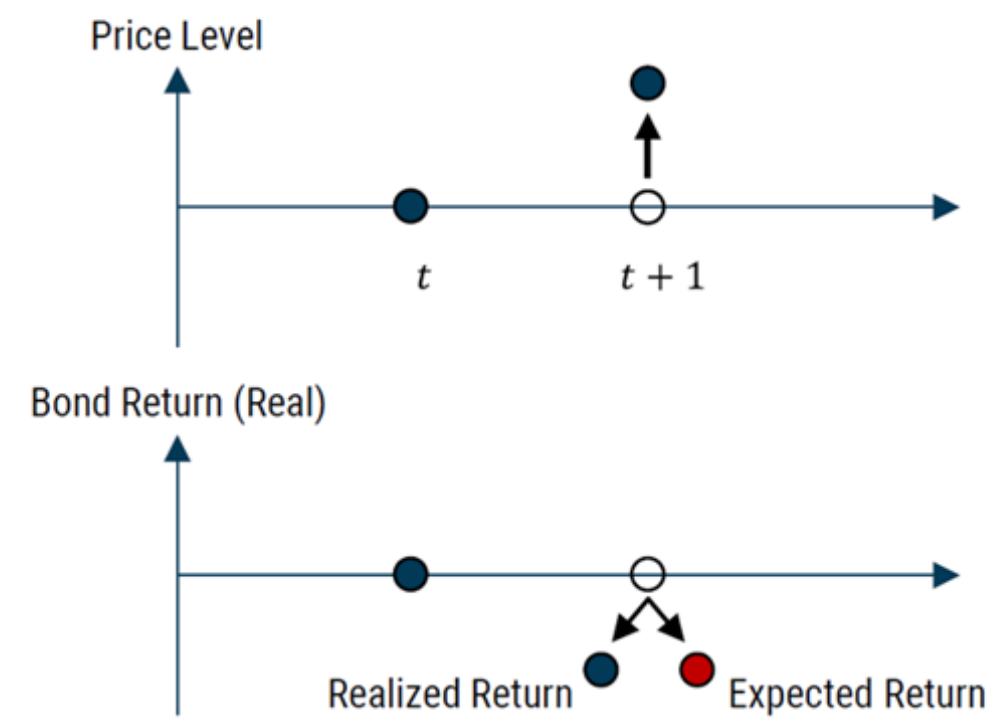 Price Level
t
t + 1
Bond Return (Real)
Realized Return
Expected Return